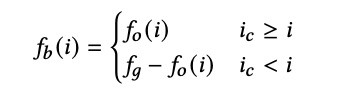 f_b(i) = { f_o(i)    i_c ≥ i
f_g − f_o(i)    i_c < i